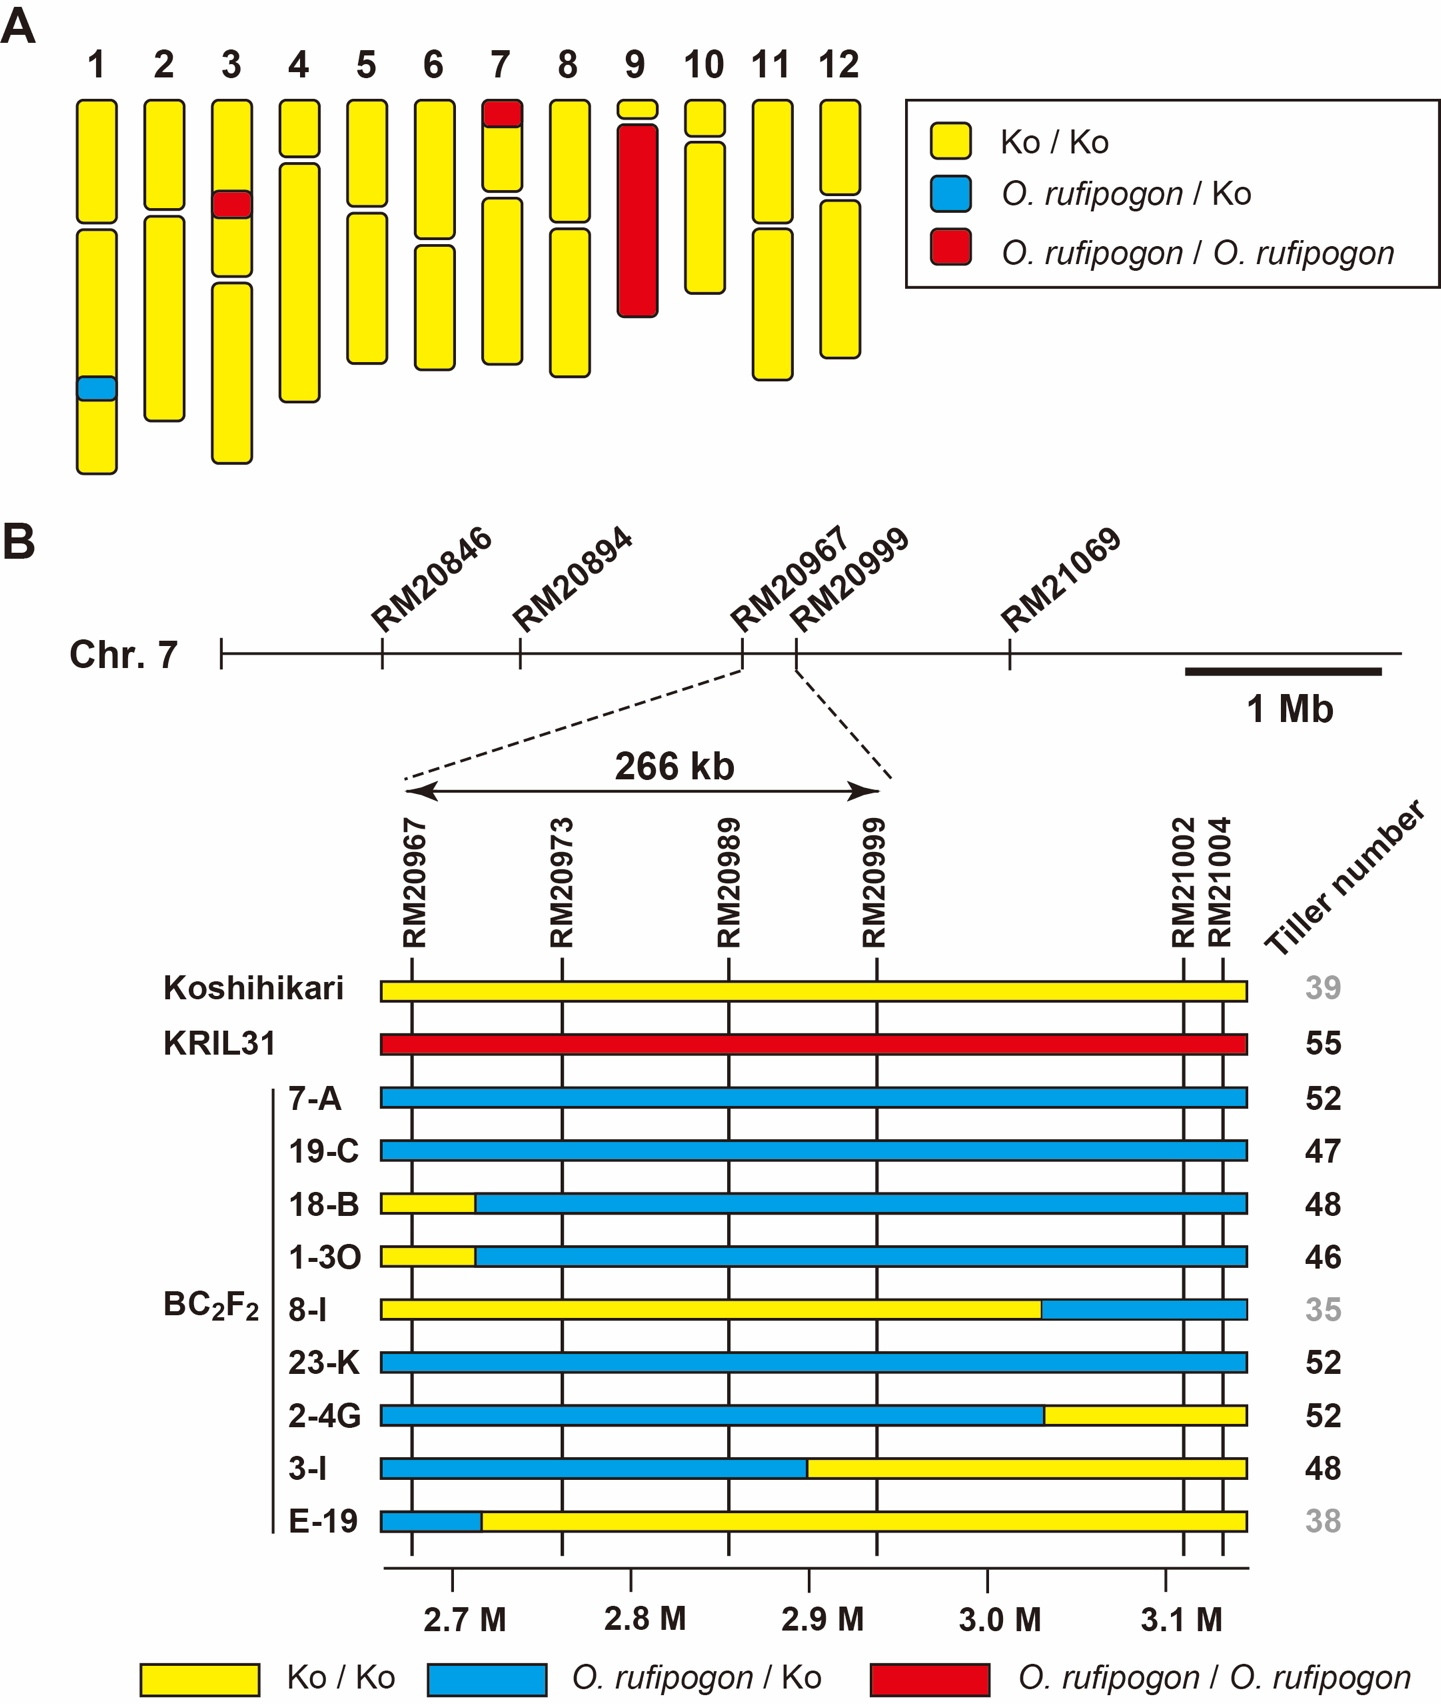 A
1 2 3 4 5 6 7 8 9 10 11 12
Ko / Ko
O. rufipogon / Ko
O. rufipogon / O. rufipogon
B
RM20846
RM20894
RM20967
RM20999
RM21069
Chr. 7
1 Mb
266 kb
RM20967
RM20973
RM20989
RM20999
RM21002
RM21004
Tiller number
Koshihikari 39
KRIL31 55
7-A 52
19-C 47
18-B 48
1-3O 46
BC2F2
8-I 35
23-K 52
2-4G 52
3-I 48
E-19 38
2.7 M 2.8 M 2.9 M 3.0 M 3.1 M
Ko / Ko O. rufipogon / Ko O. rufipogon / O. rufipogon